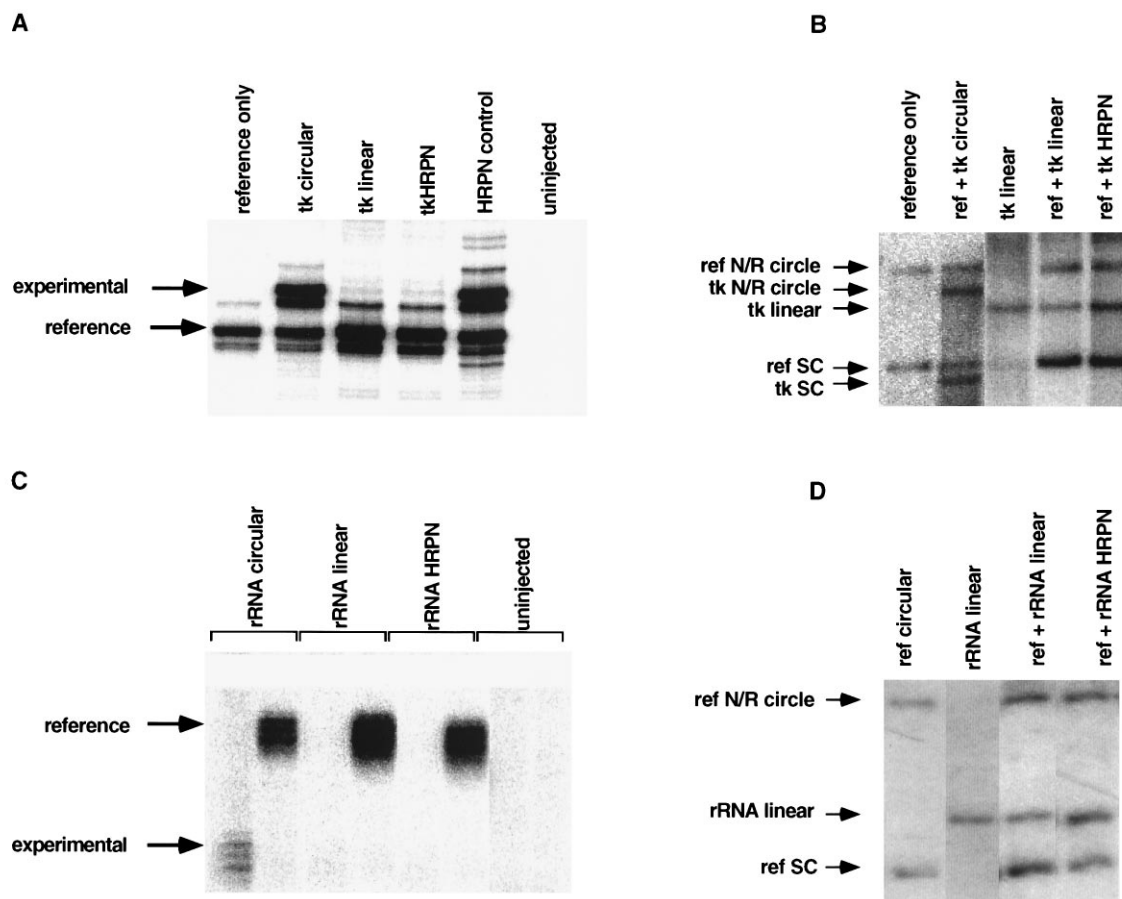 A
reference only
tk circular
tk linear
tkHRPN
HRPN control
uninjected
experimental
reference
B
reference only
ref + tk circular
tk linear
ref + tk linear
ref + tk HRPN
ref N/R circle
tk N/R circle
tk linear
ref SC
tk SC
C
rRNA circular
rRNA linear
rRNA HRPN
uninjected
reference
experimental
D
ref circular
rRNA linear
ref + rRNA linear
ref + rRNA HRPN
ref N/R circle
rRNA linear
ref SC